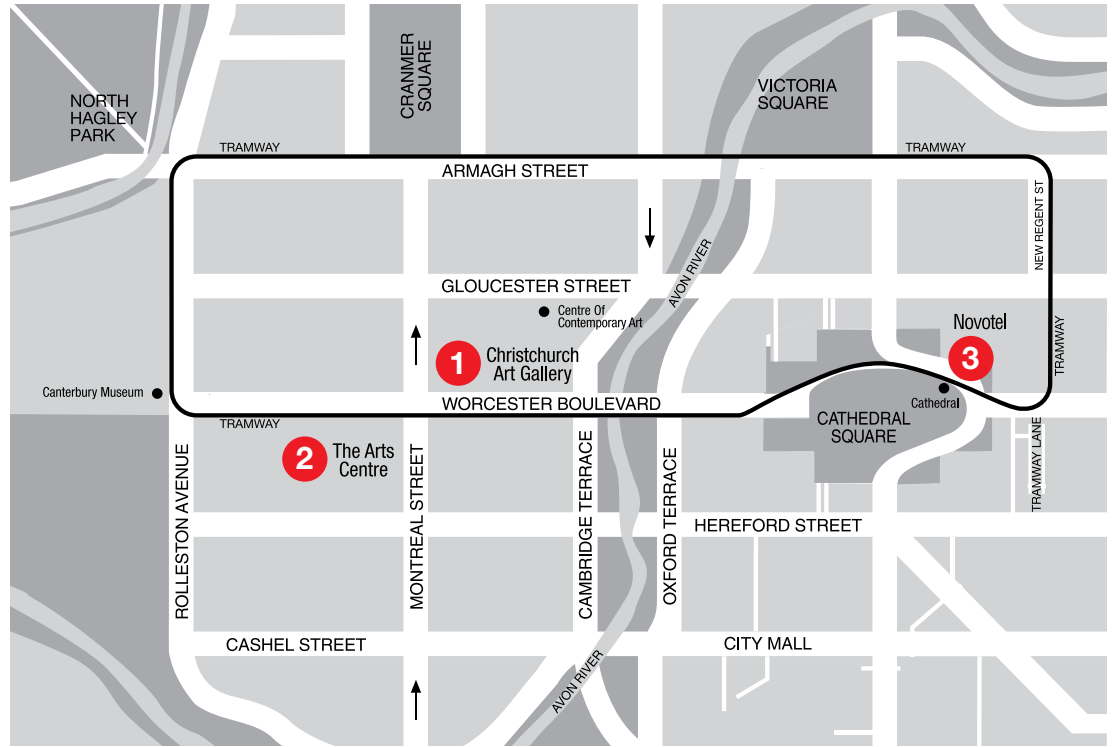 NORTH
HAGLEY
PARK
CRANMER
SQUARE
VICTORIA
SQUARE
TRAMWAY
TRAMWAY
ARMAGH STREET
NEW REGENT ST
AVON RIVER
GLOUCESTER STREET
Centre Of
Contemporary Art
Novotel
3
TRAMWAY
1
Christchurch
Art Gallery
Canterbury Museum
Cathedral
WORCESTER BOULEVARD
CATHEDRAL
SQUARE
TRAMWAY
2
The Arts
Centre
TRAMWAY LANE
ROLLESTON AVENUE
MONTREAL STREET
CAMBRIDGE TERRACE
OXFORD TERRACE
HEREFORD STREET
CASHEL STREET
CITY MALL
AVON RIVER